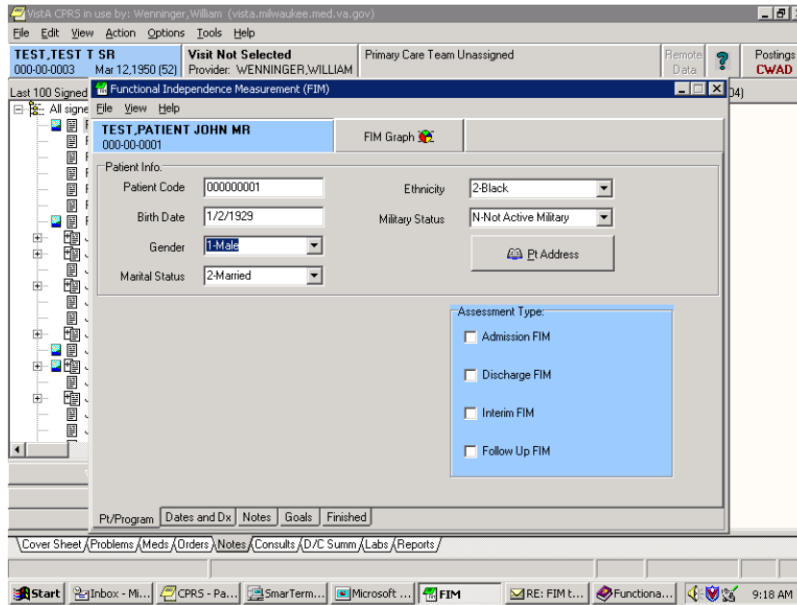 VistA CPRS in use by: Wenninger,William (vista.milwaukee.med.va.gov)
File Edit View Action Options Tools Help
TEST,TEST T SR
000-00-0003 Mar 12,1950 (52)
Visit Not Selected
Provider: WENNINGER,WILLIAM
Primary Care Team Unassigned
Remote
Data
?
Postings
CWAD
Last 100 Signed
04)
All signe
Functional Independence Measurement (FIM)
File View Help
TEST,PATIENT JOHN MR
000-00-0001
FIM Graph
Patient Info.
Patient Code 000000001
Ethnicity 2-Black
Birth Date 1/2/1929
Military Status N-Not Active Military
Gender 1-Male
Pt Address
Marital Status 2-Married
Assessment Type:
Admission FIM
Discharge FIM
Interim FIM
Follow Up FIM
Pt/Program Dates and Dx Notes Goals Finished
Cover Sheet Problems Meds Orders Notes Consults D/C Summ Labs Reports
Start Inbox - Mi... CPRS - Pa... SmarTerm... Microsoft ... FIM RE: FIM t... Functiona... 9:18 AM